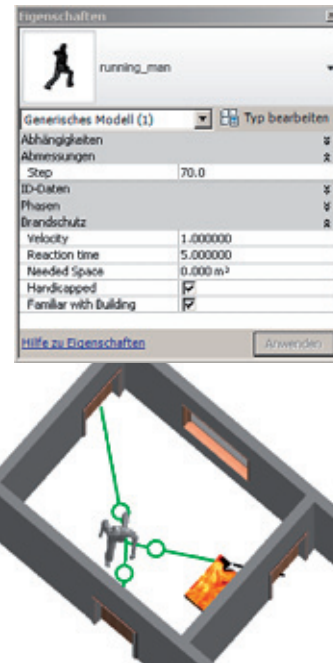 Eigenschaften
running_man
Generisches Modell (1) Typ bearbeiten
Abhängigkeiten
Abmessungen
Step 70.0
ID-Daten
Phasen
Brandschutz
Velocity 1.000000
Reaction time 5.000000
Needed Space 0.000 m²
Handicapped
Familiar with Building
Hilfe zu Eigenschaften Anwenden